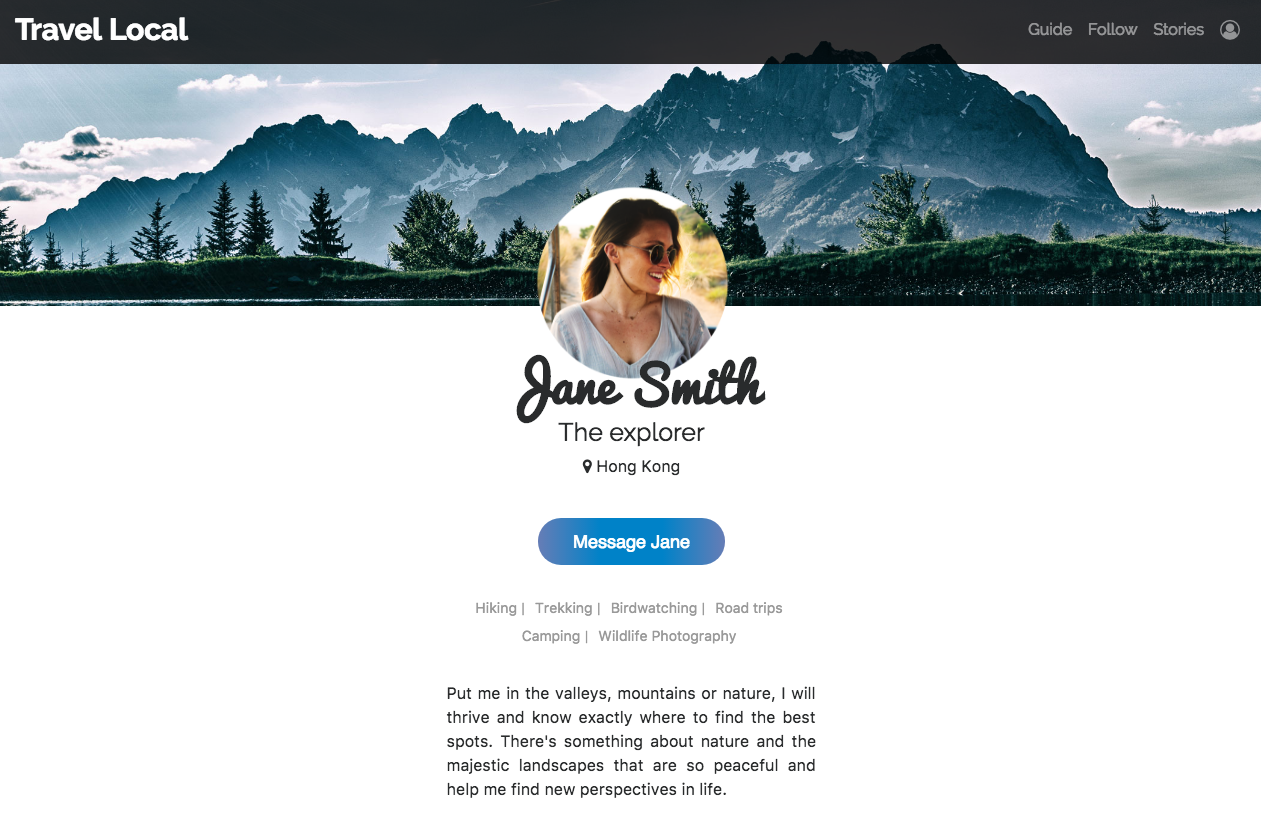 Travel Local
Guide Follow Stories
Jane Smith
The explorer
Hong Kong
Message Jane
Hiking | Trekking | Birdwatching | Road trips
Camping | Wildlife Photography
Put me in the valleys, mountains or nature, I will
thrive and know exactly where to find the best
spots. There's something about nature and the
majestic landscapes that are so peaceful and
help me find new perspectives in life.